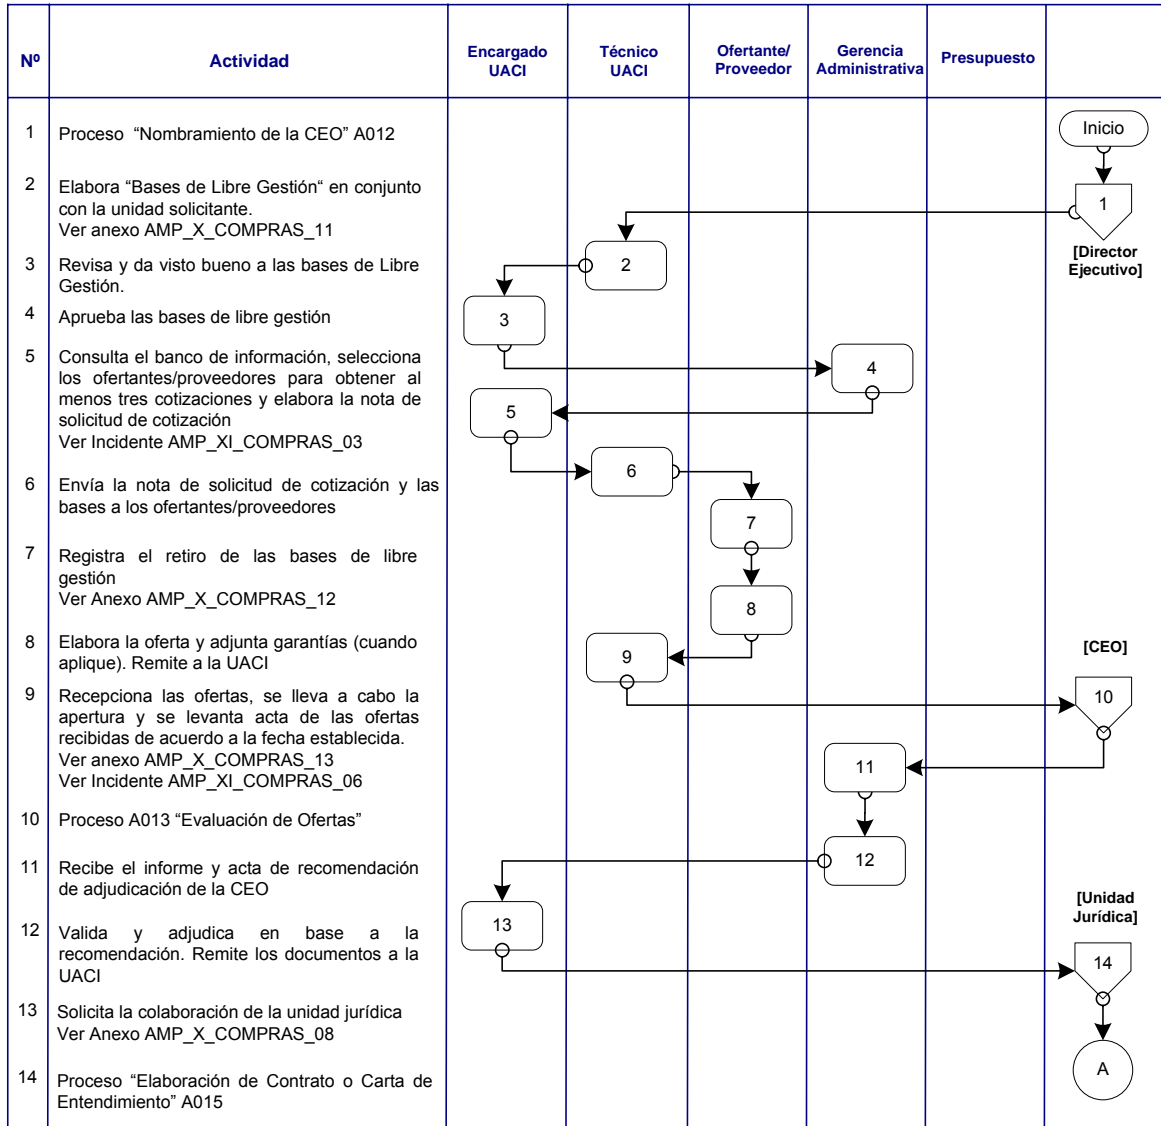 Nº
Actividad
Encargado
UACI
Técnico
UACI
Ofertante/
Proveedor
Gerencia
Administrativa
Presupuesto
1
Proceso “Nombramiento de la CEO” A012
2
Elabora “Bases de Libre Gestión“ en conjunto
con la unidad solicitante.
Ver anexo AMP_X_COMPRAS_11
3
Revisa y da visto bueno a las bases de Libre
Gestión.
4
Aprueba las bases de libre gestión
5
Consulta el banco de información, selecciona
los ofertantes/proveedores para obtener al
menos tres cotizaciones y elabora la nota de
solicitud de cotización
Ver Incidente AMP_XI_COMPRAS_03
6
Envía la nota de solicitud de cotización y las
bases a los ofertantes/proveedores
7
Registra el retiro de las bases de libre
gestión
Ver Anexo AMP_X_COMPRAS_12
8
Elabora la oferta y adjunta garantías (cuando
aplique). Remite a la UACI
9
Recepciona las ofertas, se lleva a cabo la
apertura y se levanta acta de las ofertas
recibidas de acuerdo a la fecha establecida.
Ver anexo AMP_X_COMPRAS_13
Ver Incidente AMP_XI_COMPRAS_06
10
Proceso A013 “Evaluación de Ofertas”
11
Recibe el informe y acta de recomendación
de adjudicación de la CEO
12
Valida y adjudica en base a la
recomendación. Remite los documentos a la
UACI
13
Solicita la colaboración de la unidad jurídica
Ver Anexo AMP_X_COMPRAS_08
14
Proceso “Elaboración de Contrato o Carta de
Entendimiento” A015
Inicio
1
[Director
Ejecutivo]
2
3
4
5
6
7
8
9
[CEO]
10
11
12
13
[Unidad
Jurídica]
14
A